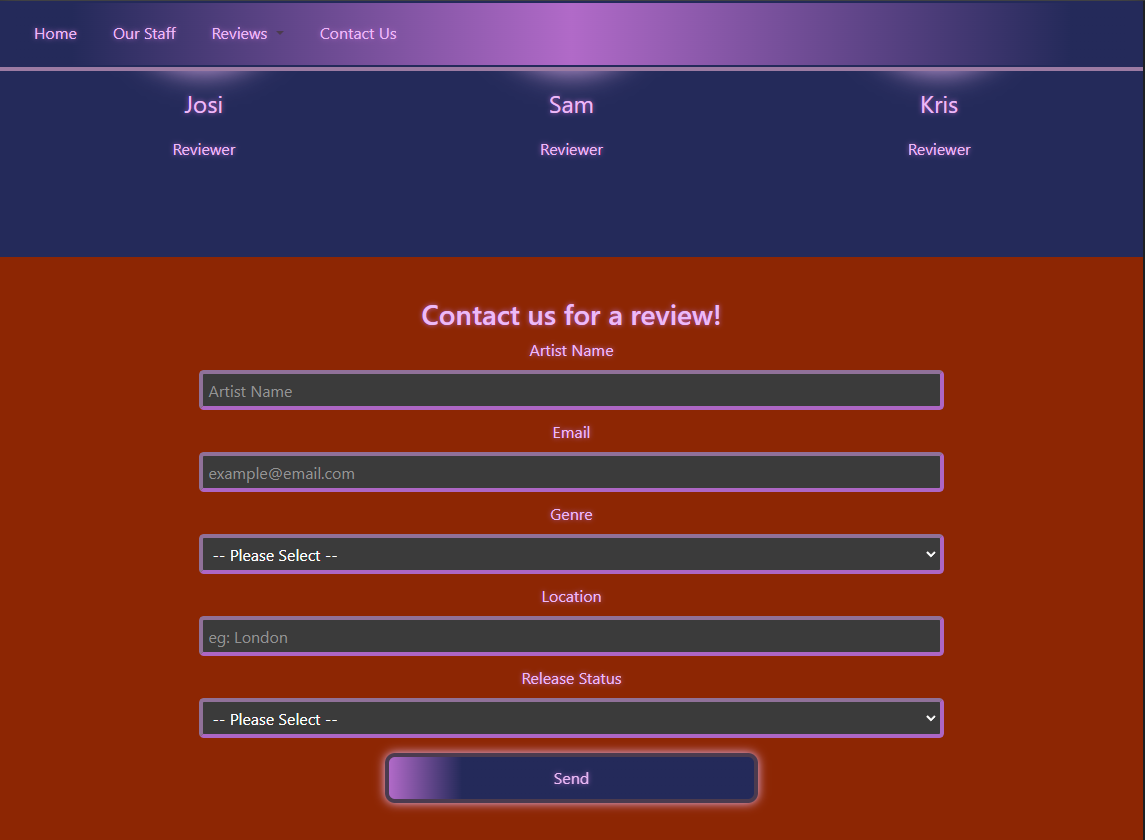 Home Our Staff Reviews Contact Us
Josi Sam Kris
Reviewer Reviewer Reviewer
Contact us for a review!
Artist Name
Artist Name
Email
example@email.com
Genre
-- Please Select --
Location
eg: London
Release Status
-- Please Select --
Send